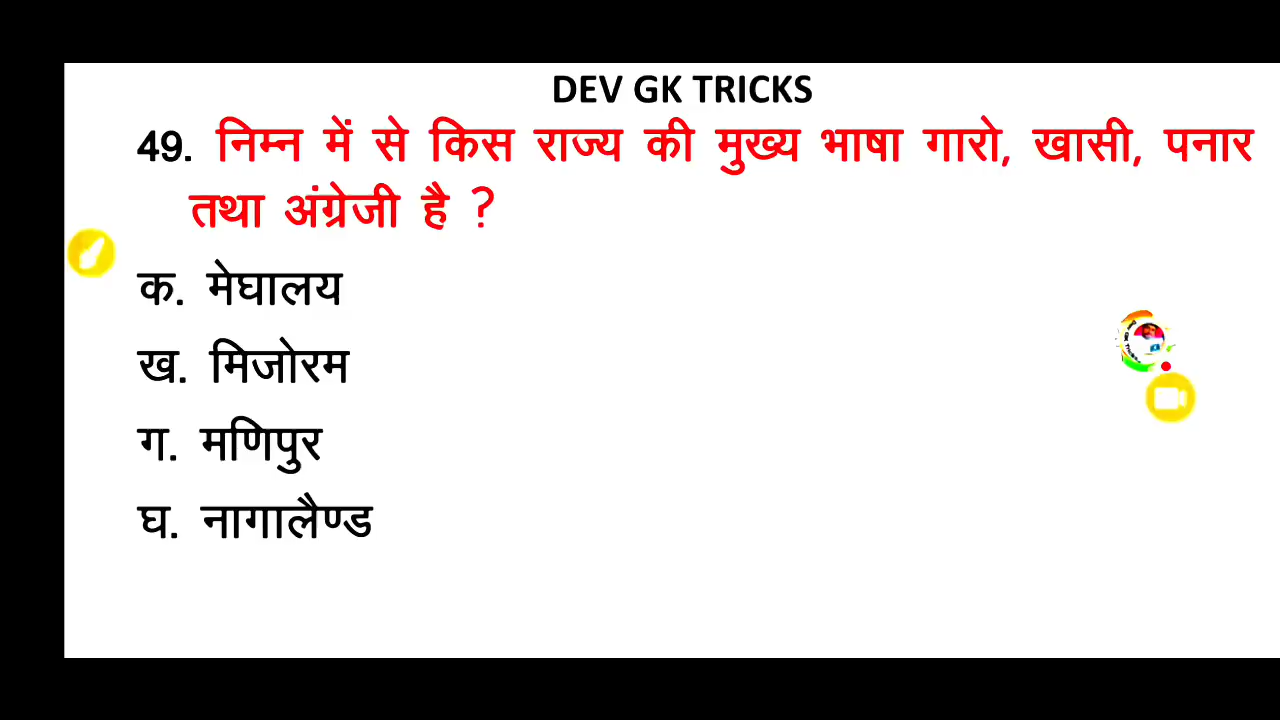 DEV GK TRICKS
49. निम्न में से किस राज्य की मुख्य भाषा गारो, खासी, पनार
तथा अंग्रेजी है ?
क. मेघालय
ख. मिजोरम
ग. मणिपुर
घ. नागालैण्ड